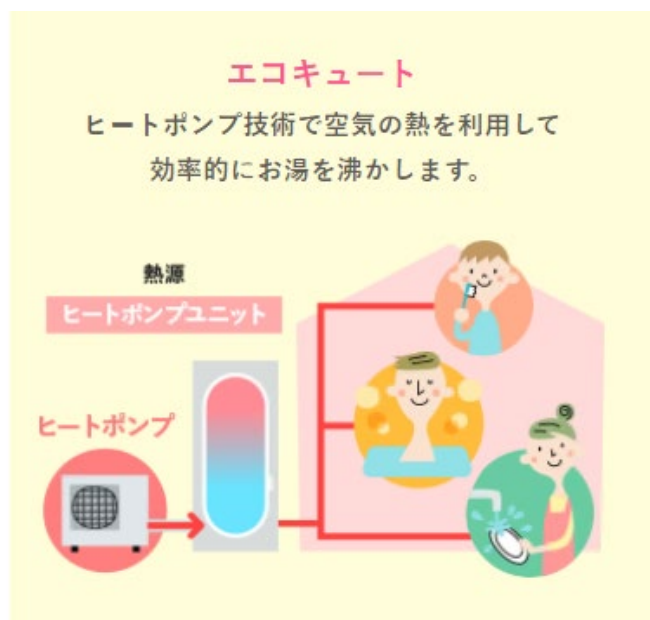 エコキュート
ヒートポンプ技術で空気の熱を利用して
効率的にお湯を沸かします。
熱源
ヒートポンプユニット
ヒートポンプ